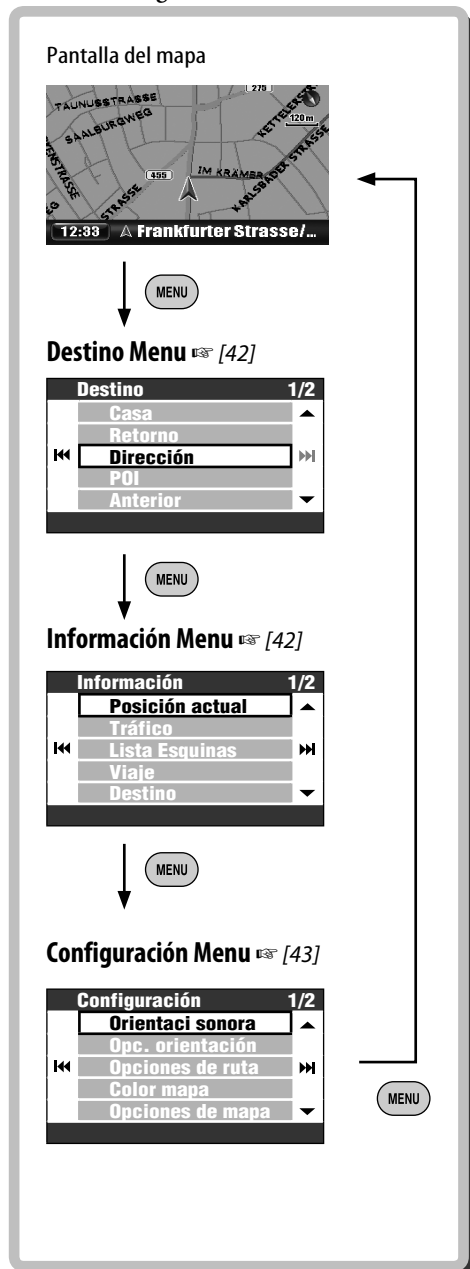 Pantalla del mapa
TAUNUSSTRASSE
275
KETTELERSTR
SAALBURGWEG
120 m
455
IM KRÄMER
KARLSBADER STRASSE
STRASSE
12:33 Frankfurter Strasse/...
MENU
Destino Menu ☞ [42]
Destino 1/2
Casa
Retorno
Dirección
POI
Anterior
MENU
Información Menu ☞ [42]
Información 1/2
Posición actual
Tráfico
Lista Esquinas
Viaje
Destino
MENU
Configuración Menu ☞ [43]
Configuración 1/2
Orientaci sonora
Opc. orientación
Opciones de ruta
Color mapa
Opciones de mapa
MENU